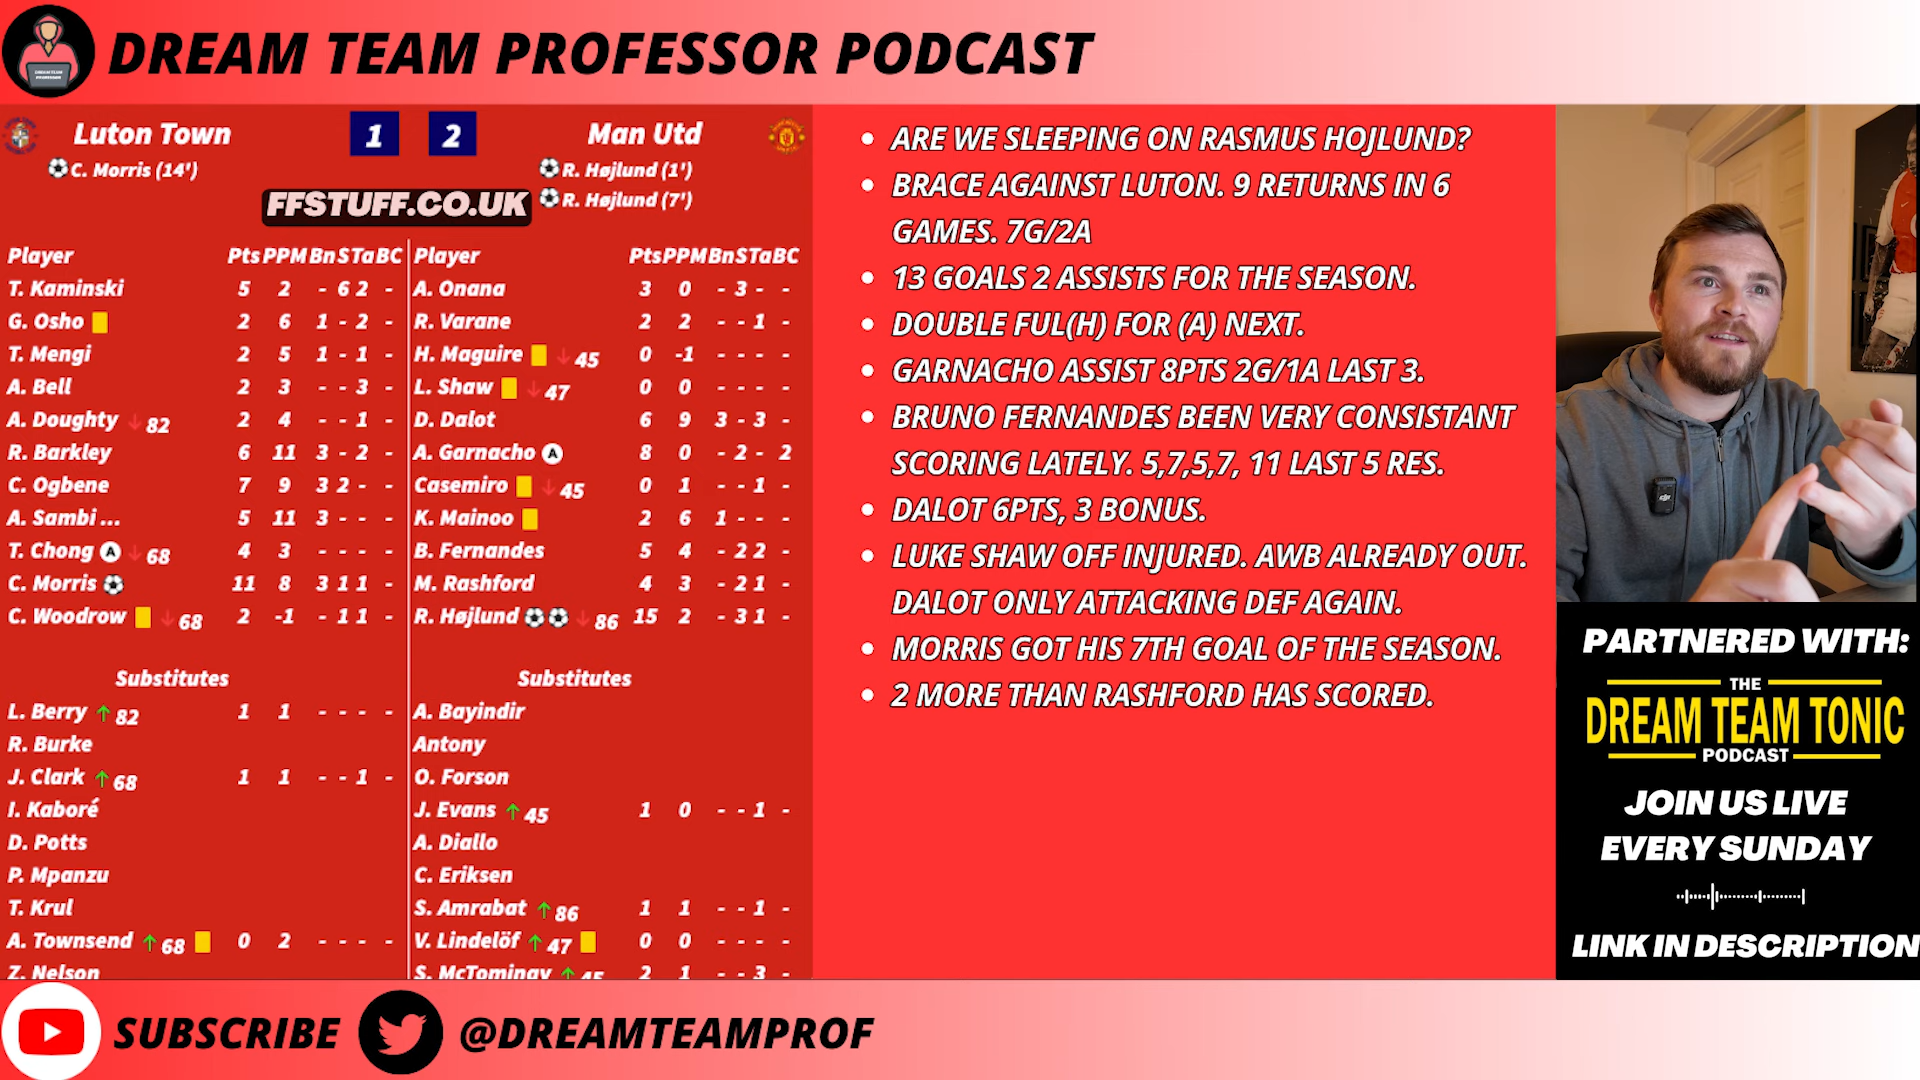 DREAM TEAM PROFESSOR PODCAST
Luton Town 1 2 Man Utd
C. Morris (14') R. Højlund (1')
FFSTUFF.CO.UK R. Højlund (7')
Player Pts PPM Bn S Ta BC Player Pts PPM Bn S Ta BC
T. Kaminski 5 2 - 6 2 - A. Onana 3 0 - 3 - -
G. Osho 2 6 1 - 2 - R. Varane 2 2 - - 1 -
T. Mengi 2 5 1 - 1 - H. Maguire 45 0 -1 - - - -
A. Bell 2 3 - - 3 - L. Shaw 47 0 0 - - - -
A. Doughty 82 2 4 - - 1 - D. Dalot 6 9 3 - 3 -
R. Barkley 6 11 3 - 2 - A. Garnacho A 8 0 - 2 - 2
C. Ogbene 7 9 3 2 - - Casemiro 45 0 1 - - 1 -
A. Sambi ... 5 11 3 - - - K. Mainoo 2 6 1 - - -
T. Chong A 68 4 3 - - - - B. Fernandes 5 4 - 2 2 -
C. Morris 11 8 3 1 1 - M. Rashford 4 3 - 2 1 -
C. Woodrow 68 2 -1 - 1 1 - R. Højlund 86 15 2 - 3 1 -
Substitutes Substitutes
L. Berry 82 1 1 - - - - A. Bayindir
R. Burke Antony
J. Clark 68 1 1 - - 1 - O. Forson
I. Kaboré J. Evans 45 1 0 - - 1 -
D. Potts A. Diallo
P. Mpanzu C. Eriksen
T. Krul S. Amrabat 86 1 1 - - 1 -
A. Townsend 68 0 2 - - - - V. Lindelöf 47 0 0 - - - -
Z. Nelson S. McTominay 45 2 1 - - 3 -
• ARE WE SLEEPING ON RASMUS HOJLUND?
• BRACE AGAINST LUTON. 9 RETURNS IN 6
GAMES. 7G/2A
• 13 GOALS 2 ASSISTS FOR THE SEASON.
• DOUBLE FUL(H) FOR (A) NEXT.
• GARNACHO ASSIST 8PTS 2G/1A LAST 3.
• BRUNO FERNANDES BEEN VERY CONSISTANT
SCORING LATELY. 5,7,5,7, 11 LAST 5 RES.
• DALOT 6PTS, 3 BONUS.
• LUKE SHAW OFF INJURED. AWB ALREADY OUT.
DALOT ONLY ATTACKING DEF AGAIN.
• MORRIS GOT HIS 7TH GOAL OF THE SEASON.
• 2 MORE THAN RASHFORD HAS SCORED.
PARTNERED WITH:
THE
DREAM TEAM TONIC
PODCAST
JOIN US LIVE
EVERY SUNDAY
LINK IN DESCRIPTION
SUBSCRIBE @DREAMTEAMPROF